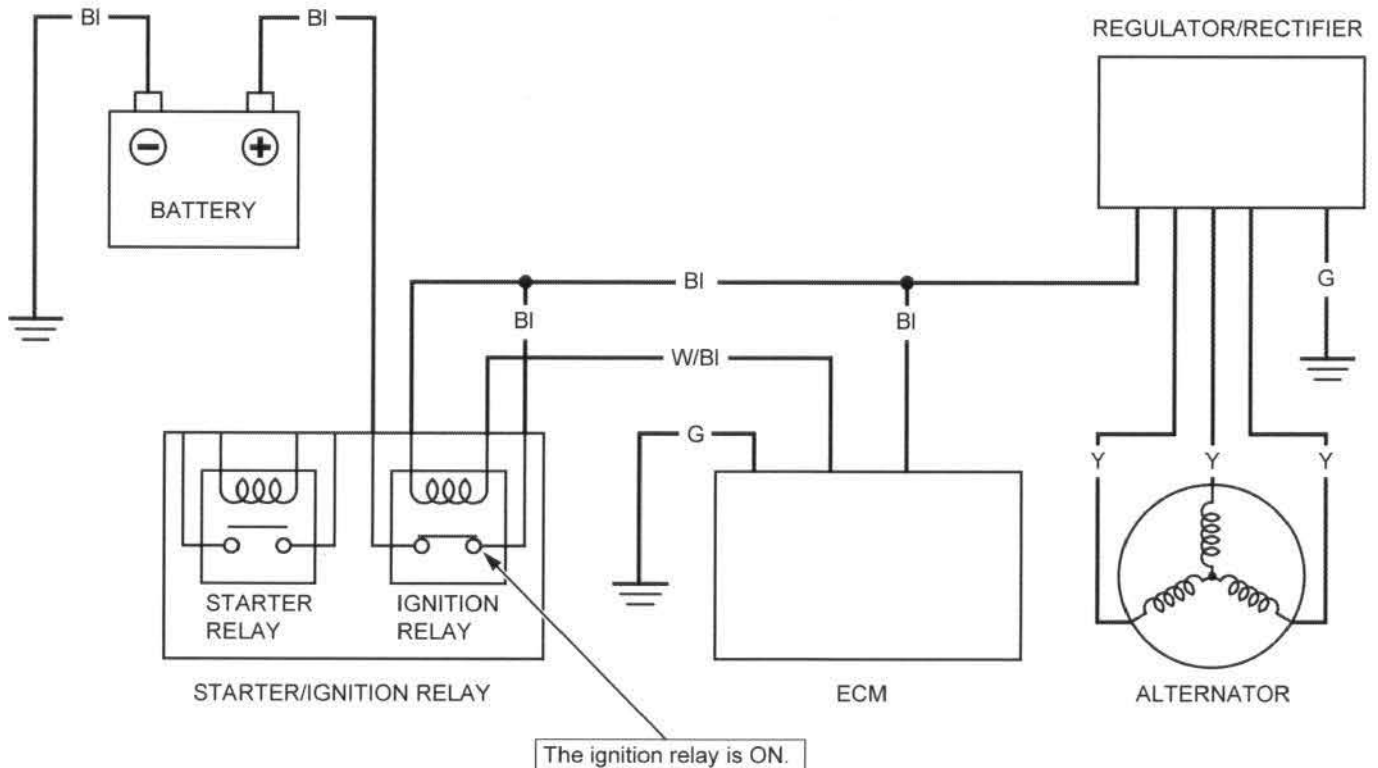 Bl
Bl
REGULATOR/RECTIFIER
BATTERY
Bl
G
Bl
Bl
W/Bl
G
Y
Y
Y
STARTER
RELAY
IGNITION
RELAY
STARTER/IGNITION RELAY
ECM
ALTERNATOR
The ignition relay is ON.